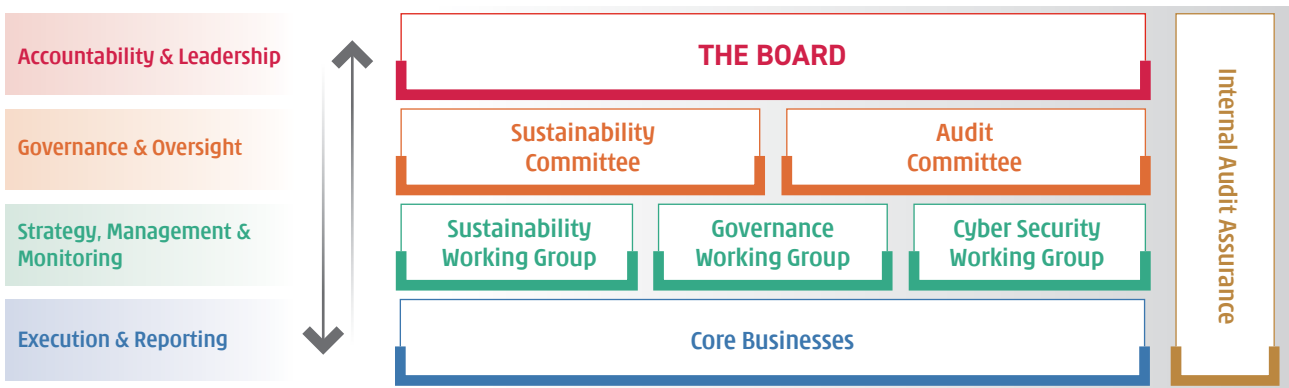 Accountability & Leadership
THE BOARD
Governance & Oversight
Sustainability
Committee
Audit
Committee
Strategy, Management &
Monitoring
Sustainability
Working Group
Governance
Working Group
Cyber Security
Working Group
Execution & Reporting
Core Businesses
Internal Audit Assurance